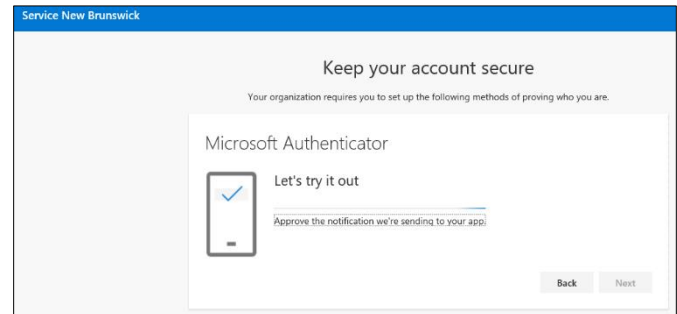 Service New Brunswick
Keep your account secure
Your organization requires you to set up the following methods of proving who you are.
Microsoft Authenticator
Let's try it out
Approve the notification we're sending to your app.
Back Next